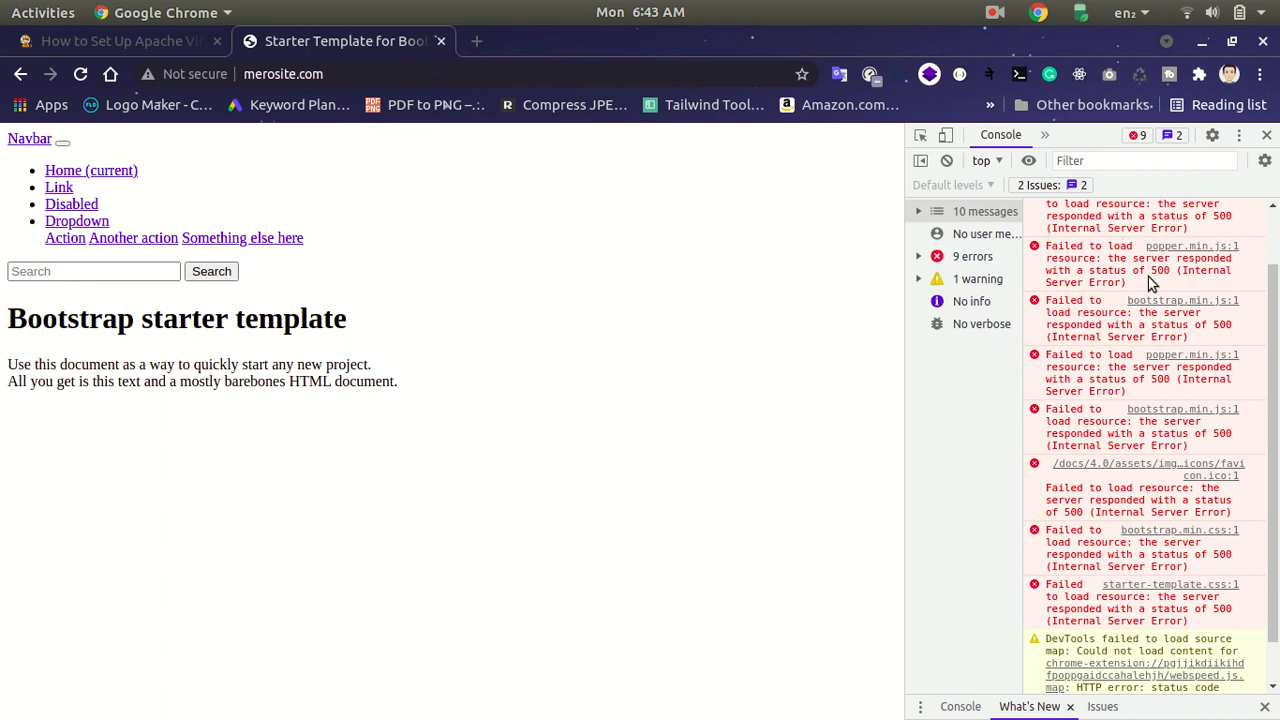 Activities Google Chrome Mon 6:43 AM en₂
How to Set Up Apache Vir Starter Template for Boot
Not secure merosite.com
Apps Logo Maker - C… Keyword Plan… PDF to PNG –… Compress JPE… Tailwind Tool… Amazon.com… » Other bookmarks Reading list
Navbar
Home (current)
Link
Disabled
Dropdown
Action Another action Something else here
Search Search
Bootstrap starter template
Use this document as a way to quickly start any new project.
All you get is this text and a mostly barebones HTML document.
Console » 9 2
top Filter
Default levels 2 Issues: 2
10 messages
No user me…
9 errors
1 warning
No info
No verbose
to load resource: the server
responded with a status of 500
(Internal Server Error)
Failed to load popper.min.js:1
resource: the server responded
with a status of 500 (Internal
Server Error)
Failed to bootstrap.min.js:1
load resource: the server
responded with a status of 500
(Internal Server Error)
Failed to load popper.min.js:1
resource: the server responded
with a status of 500 (Internal
Server Error)
Failed to bootstrap.min.js:1
load resource: the server
responded with a status of 500
(Internal Server Error)
/docs/4.0/assets/img…icons/favi
con.ico:1
Failed to load resource: the
server responded with a status
of 500 (Internal Server Error)
Failed to bootstrap.min.css:1
load resource: the server
responded with a status of 500
(Internal Server Error)
Failed starter-template.css:1
to load resource: the server
responded with a status of 500
(Internal Server Error)
DevTools failed to load source
map: Could not load content for
chrome-extension://pgjjikdiikihd
fpoppgaidccahalehjh/webspeed.js.
map: HTTP error: status code
Console What's New Issues